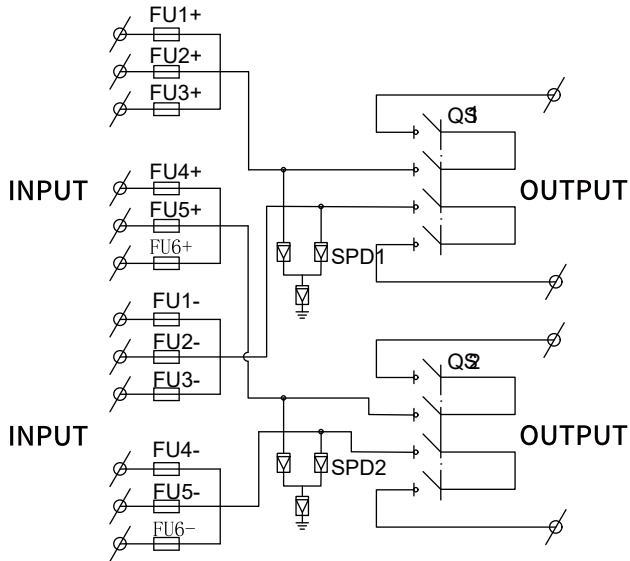 FU1+
FU2+
FU3+
QS1
INPUT
FU4+
FU5+
FU6+
OUTPUT
SPD1
FU1-
FU2-
FU3-
QS2
INPUT
FU4-
FU5-
FU6-
OUTPUT
SPD2